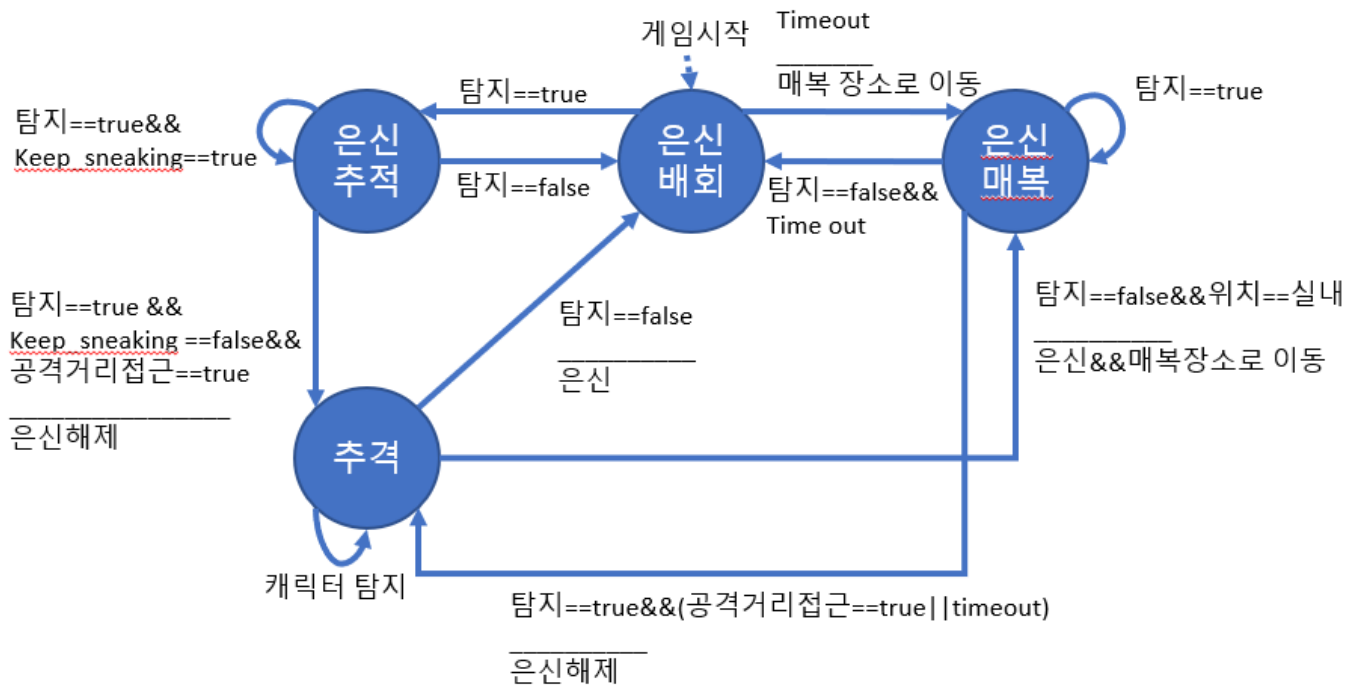 게임시작
Timeout
_______
매복 장소로 이동
탐지==true
탐지==true
탐지==true&&
Keep_sneaking==true
은신
추적
은신
배회
은신
매복
탐지==false
탐지==false&&
Time out
탐지==true &&
Keep_sneaking ==false&&
공격거리접근==true
________________
은신해제
탐지==false
__________
은신
탐지==false&&위치==실내
__________
은신&&매복장소로 이동
추격
캐릭터 탐지
탐지==true&&(공격거리접근==true||timeout)
__________
은신해제